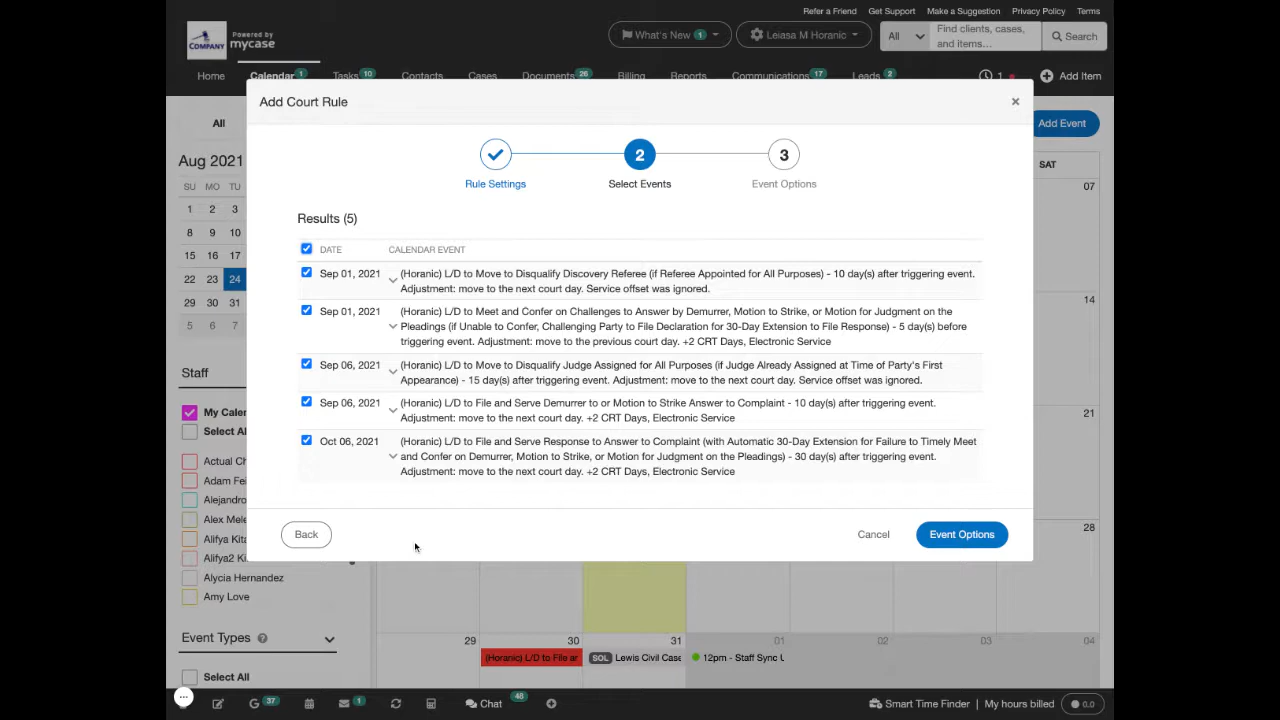 Refer a Friend Get Support Make a Suggestion Privacy Policy Terms
COMPANY
Powered by
mycase
What's New 1
Leiasa M Horanic
All
Find clients, cases,
and items...
Search
Home Calendar 1 Tasks 10 Contacts Cases Documents 26 Billing Reports Communications 17 Leads 2 1 Add Item
Add Court Rule
×
All
Add Event
2 3
Rule Settings Select Events Event Options
Aug 2021
SAT
SU MO TU
07
1 2 3
8 9 10
15 16 17
22 23 24
29 30 31
5 6 7
14
21
28
Results (5)
DATE CALENDAR EVENT
Sep 01, 2021 (Horanic) L/D to Move to Disqualify Discovery Referee (if Referee Appointed for All Purposes) - 10 day(s) after triggering event.
Adjustment: move to the next court day. Service offset was ignored.
Sep 01, 2021 (Horanic) L/D to Meet and Confer on Challenges to Answer by Demurrer, Motion to Strike, or Motion for Judgment on the
Pleadings (if Unable to Confer, Challenging Party to File Declaration for 30-Day Extension to File Response) - 5 day(s) before
triggering event. Adjustment: move to the previous court day. +2 CRT Days, Electronic Service
Sep 06, 2021 (Horanic) L/D to Move to Disqualify Judge Assigned for All Purposes (if Judge Already Assigned at Time of Party's First
Appearance) - 15 day(s) after triggering event. Adjustment: move to the next court day. Service offset was ignored.
Sep 06, 2021 (Horanic) L/D to File and Serve Demurrer to or Motion to Strike Answer to Complaint - 10 day(s) after triggering event.
Adjustment: move to the next court day. +2 CRT Days, Electronic Service
Oct 06, 2021 (Horanic) L/D to File and Serve Response to Answer to Complaint (with Automatic 30-Day Extension for Failure to Timely Meet
and Confer on Demurrer, Motion to Strike, or Motion for Judgment on the Pleadings) - 30 day(s) after triggering event.
Adjustment: move to the next court day. +2 CRT Days, Electronic Service
Back Cancel Event Options
Staff
My Calen
Select Al
Actual Ch
Adam Fei
Alejandro
Alex Mele
Alifya Kita
Alifya2 Ki
Alycia Hernandez
Amy Love
Event Types ?
Select All
29 30 31 01 02 03 04
(Horanic) L/D to File ar SOL Lewis Civil Case 12pm - Staff Sync U
G 37 1 Chat 48 Smart Time Finder | My hours billed 0.0